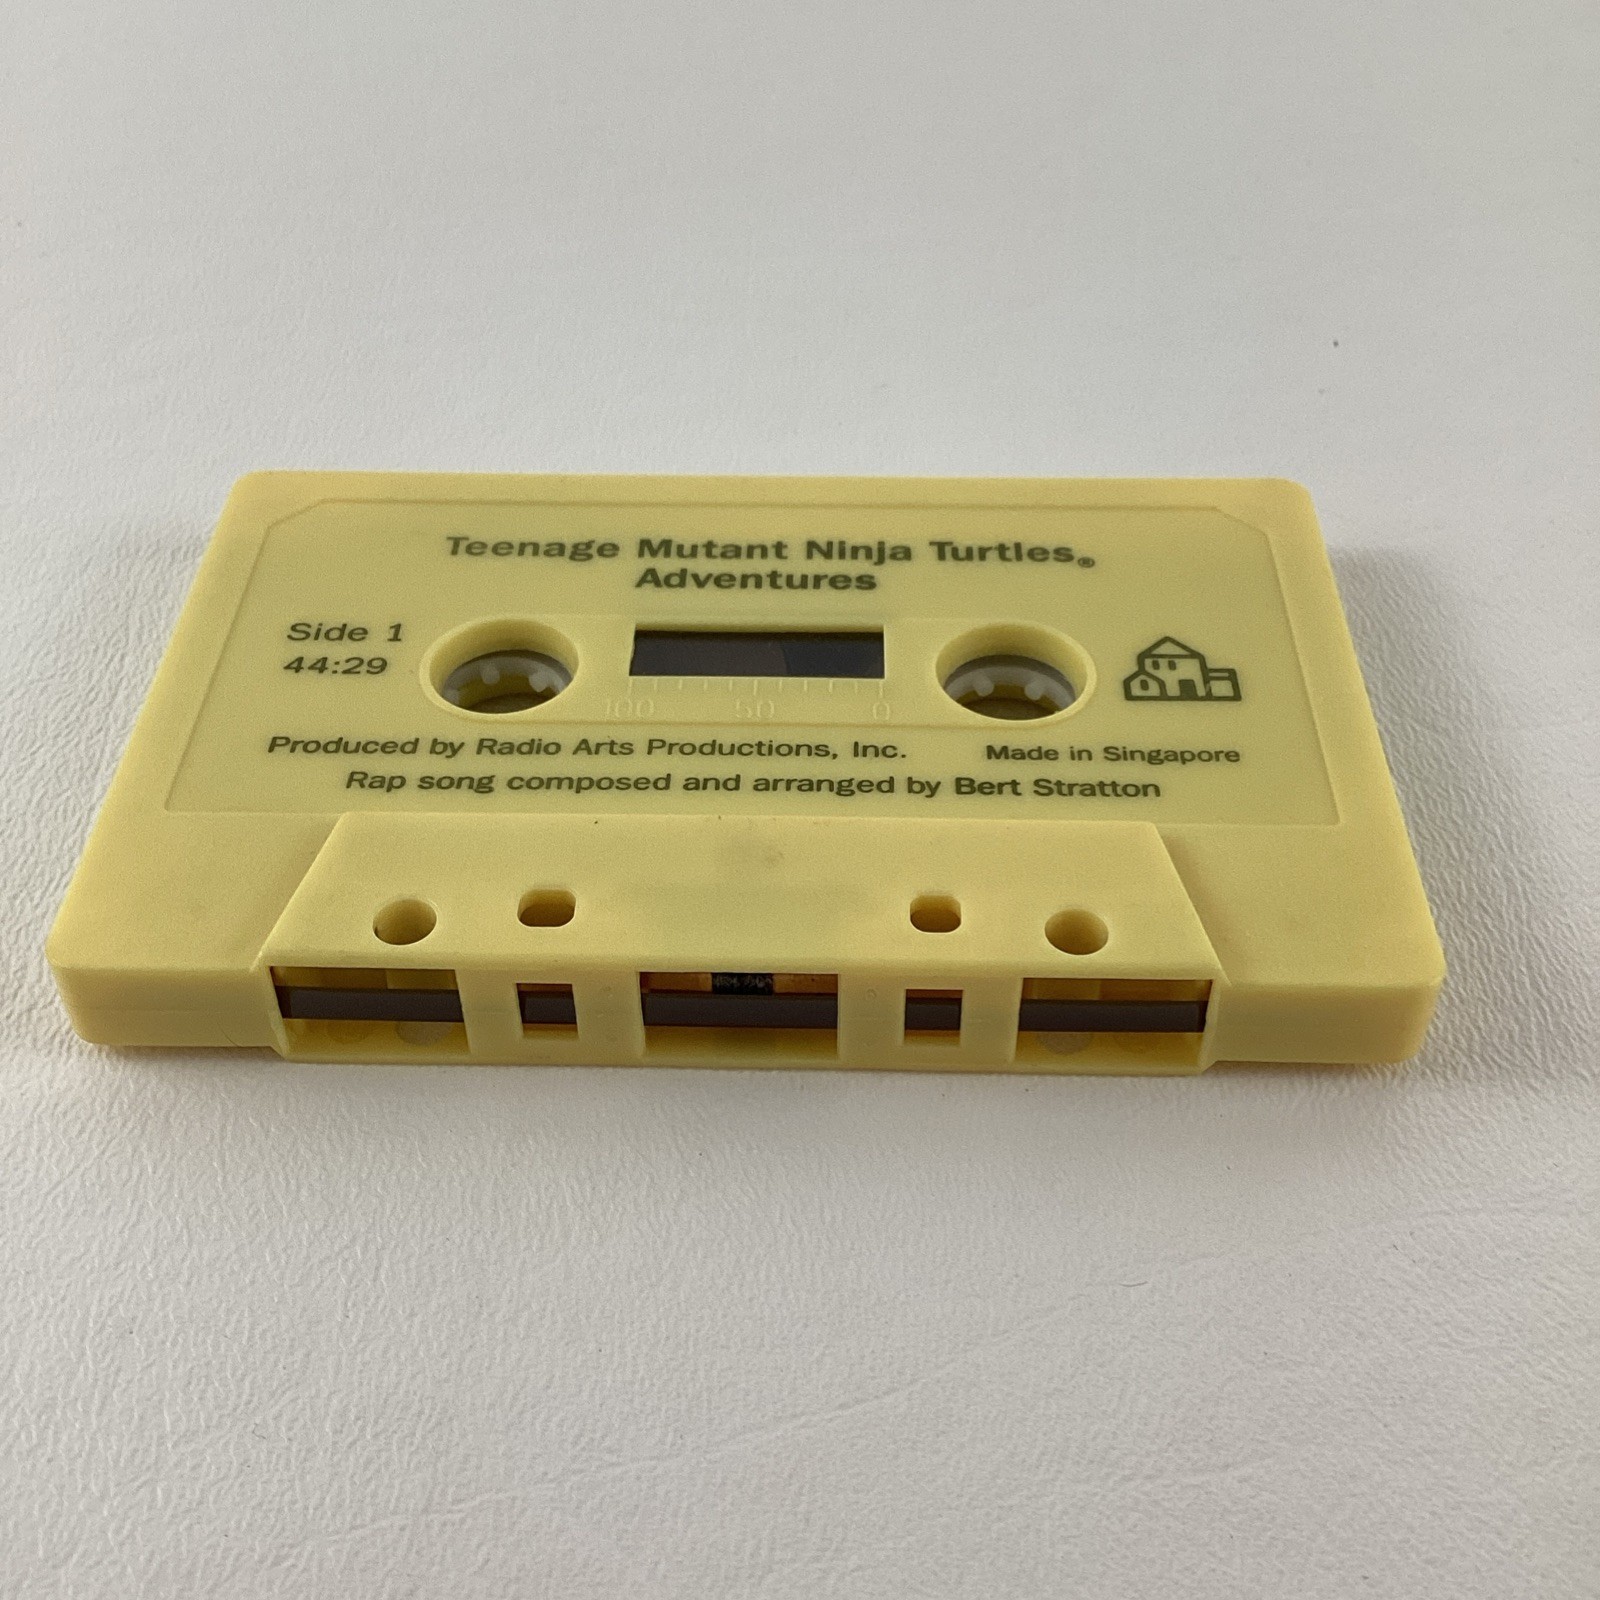 Teenage Mutant Ninja Turtles®
Adventures
Side 1
44:29
100 50 0
Produced by Radio Arts Productions, Inc.
Made in Singapore
Rap song composed and arranged by Bert Stratton